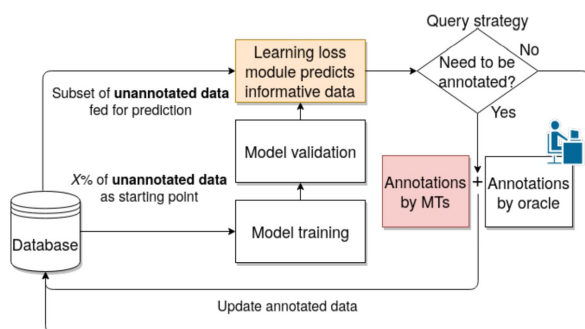 Query strategy
Learning loss
module predicts
informative data
Need to be
annotated?
No
Subset of unannotated data
fed for prediction
Yes
Model validation
X% of unannotated data
as starting point
Annotations
by MTs
+
Annotations
by oracle
Database
Model training
Update annotated data